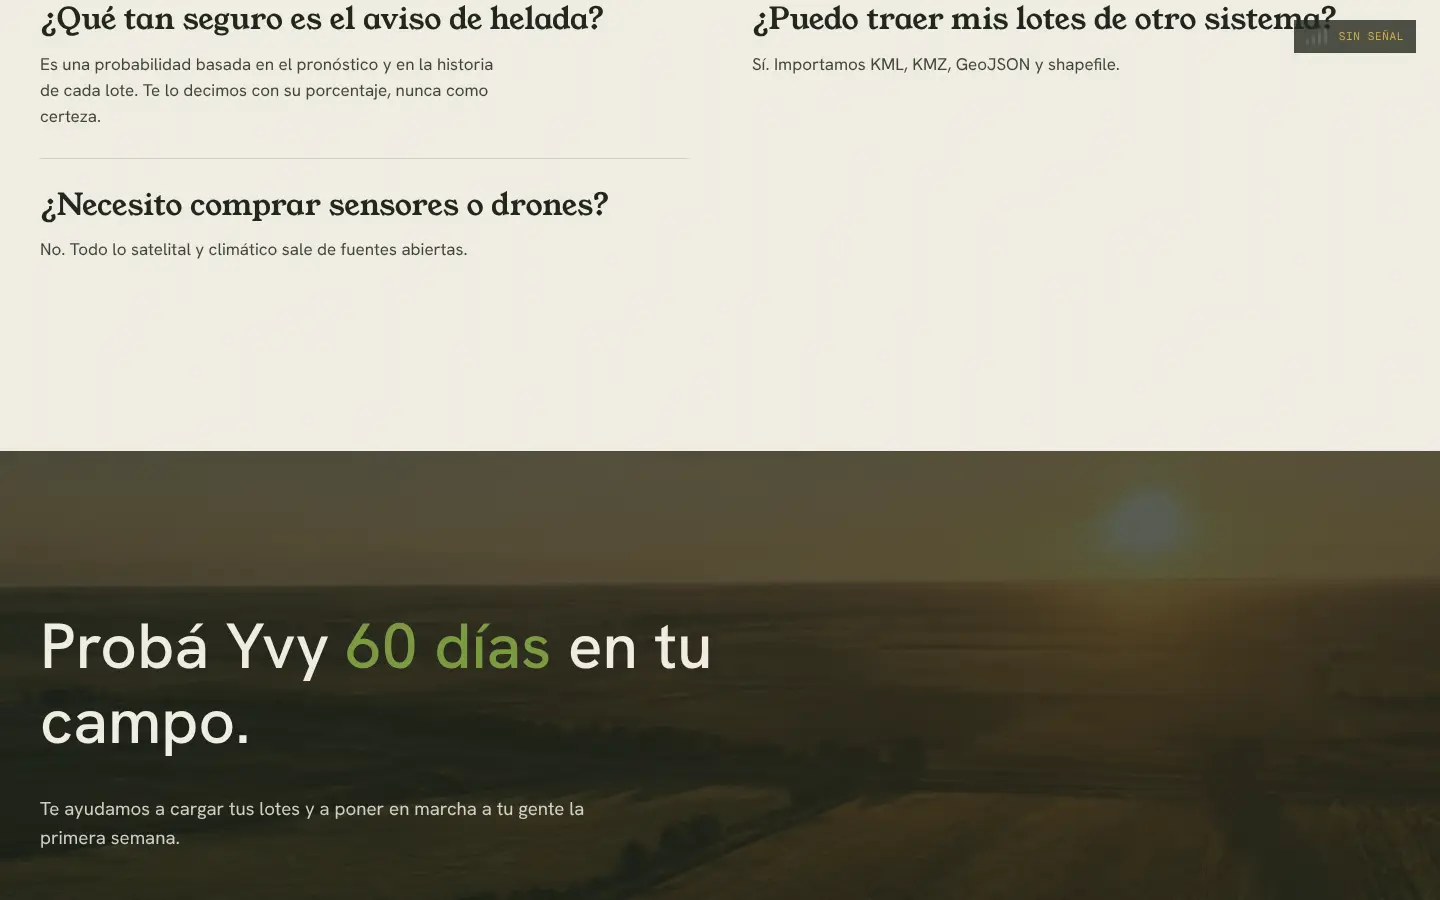 ¿Qué tan seguro es el aviso de helada?
Es una probabilidad basada en el pronóstico y en la historia
de cada lote. Te lo decimos con su porcentaje, nunca como
certeza.
¿Puedo traer mis lotes de otro sistema?
Sí. Importamos KML, KMZ, GeoJSON y shapefile.
SIN SEÑAL
¿Necesito comprar sensores o drones?
No. Todo lo satelital y climático sale de fuentes abiertas.
Probá Yvy 60 días en tu
campo.
Te ayudamos a cargar tus lotes y a poner en marcha a tu gente la
primera semana.